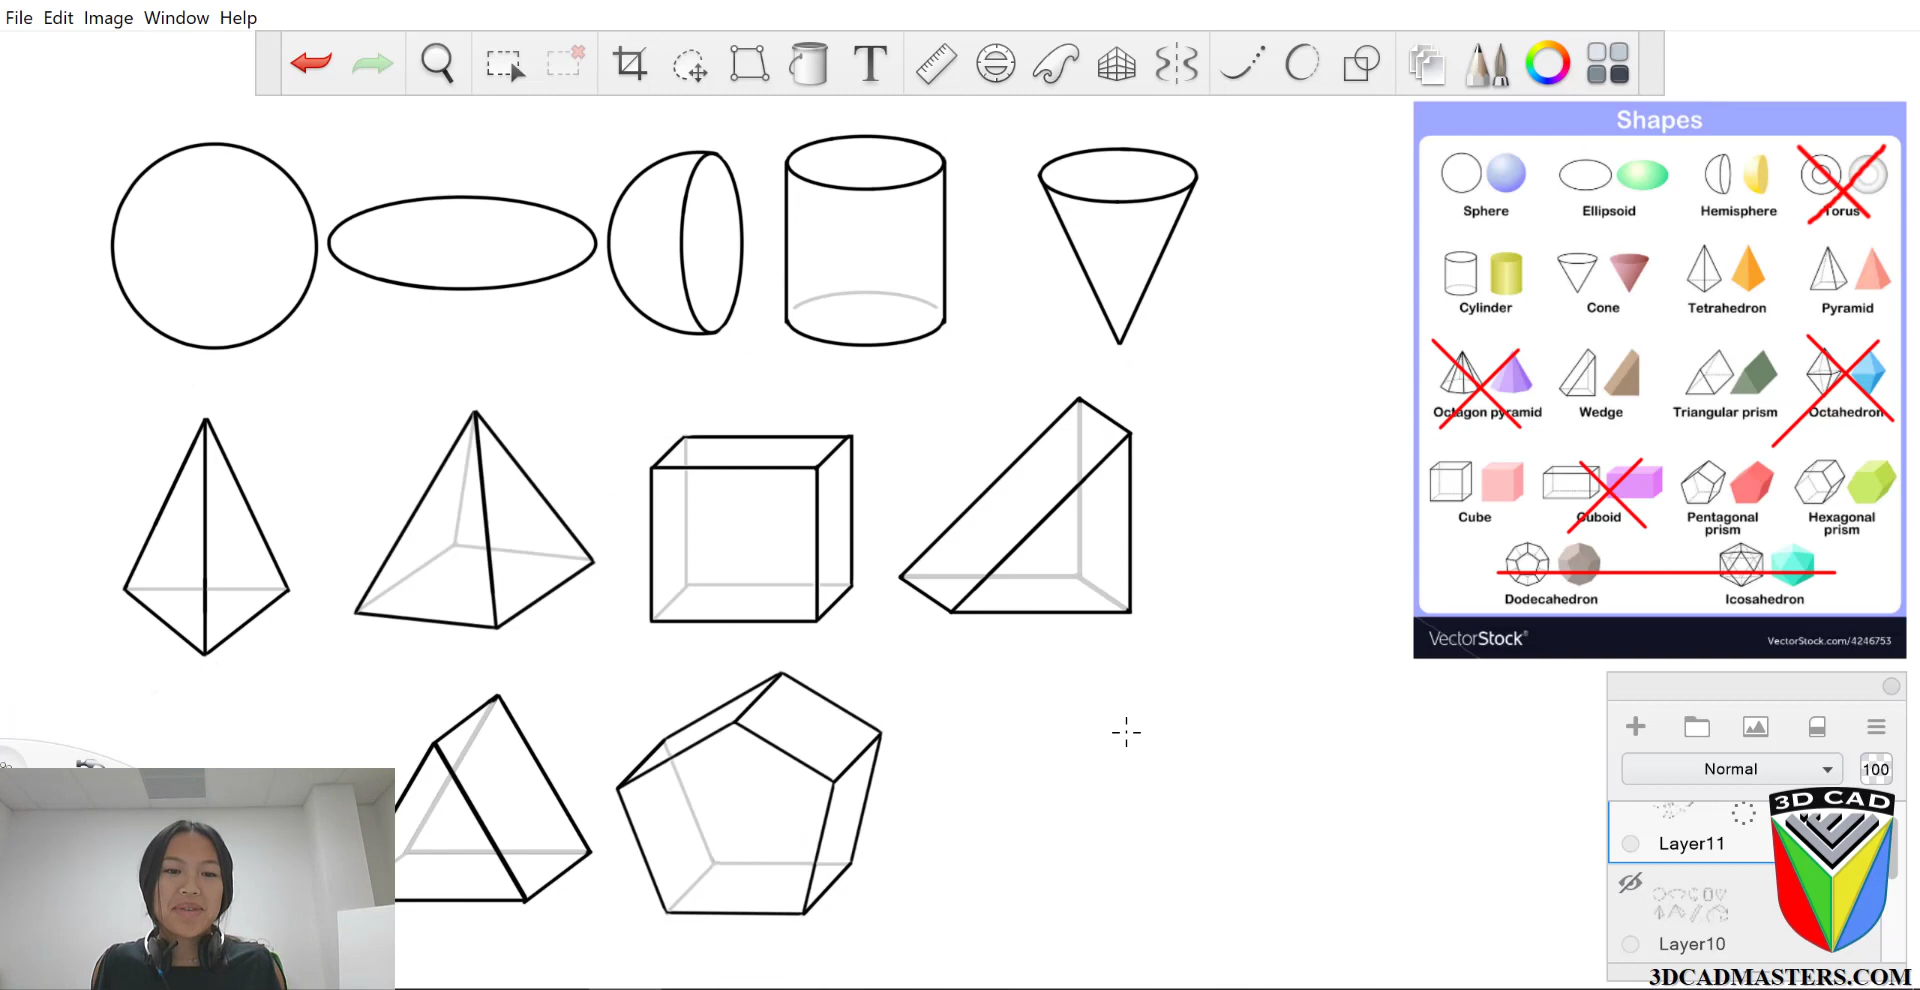 File Edit Image Window Help
T
Shapes
Sphere
Ellipsoid
Hemisphere
Torus
Cylinder
Cone
Tetrahedron
Pyramid
Octagon pyramid
Wedge
Triangular prism
Octahedron
Cube
Cuboid
Pentagonal
prism
Hexagonal
prism
Dodecahedron
Icosahedron
VectorStock®
VectorStock.com/4246753
Normal
100
3D CAD
Layer11
Layer10
3DCADMASTERS.COM